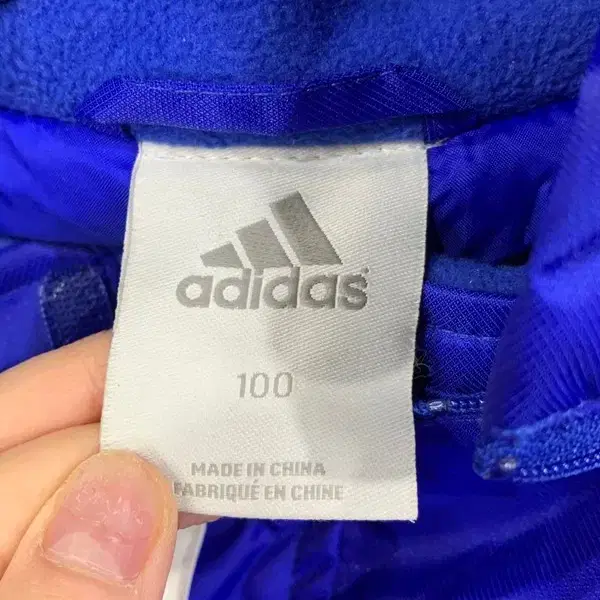 adidas
100
MADE IN CHINA
FABRIQUÉ EN CHINE